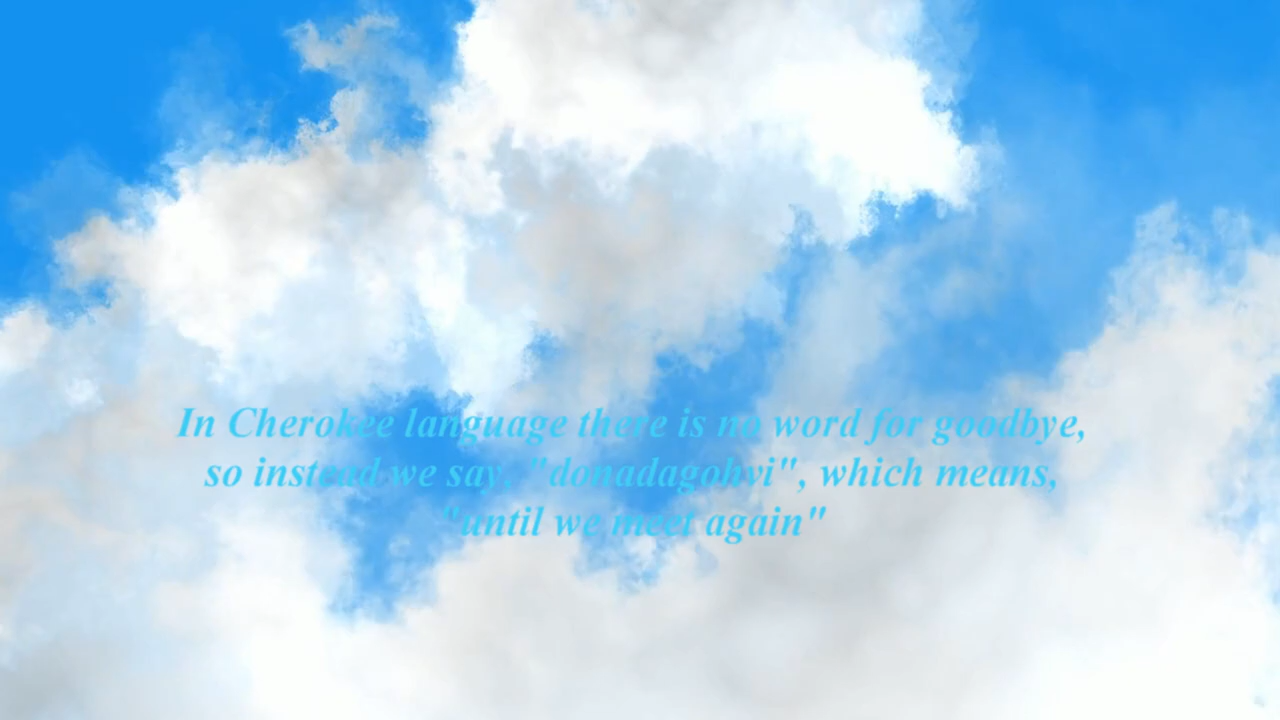 In Cherokee language there is no word for goodbye,
so instead we say, "donadagohvi", which means,
"until we meet again"